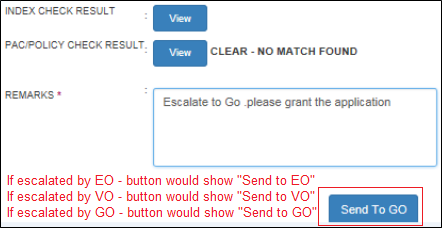 INDEX CHECK RESULT : View
PAC/POLICY CHECK RESULT : View CLEAR - NO MATCH FOUND
REMARKS * : Escalate to Go .please grant the application
If escalated by EO - button would show "Send to EO"
If escalated by VO - button would show "Send to VO"
If escalated by GO - button would show "Send to GO"
Send To GO